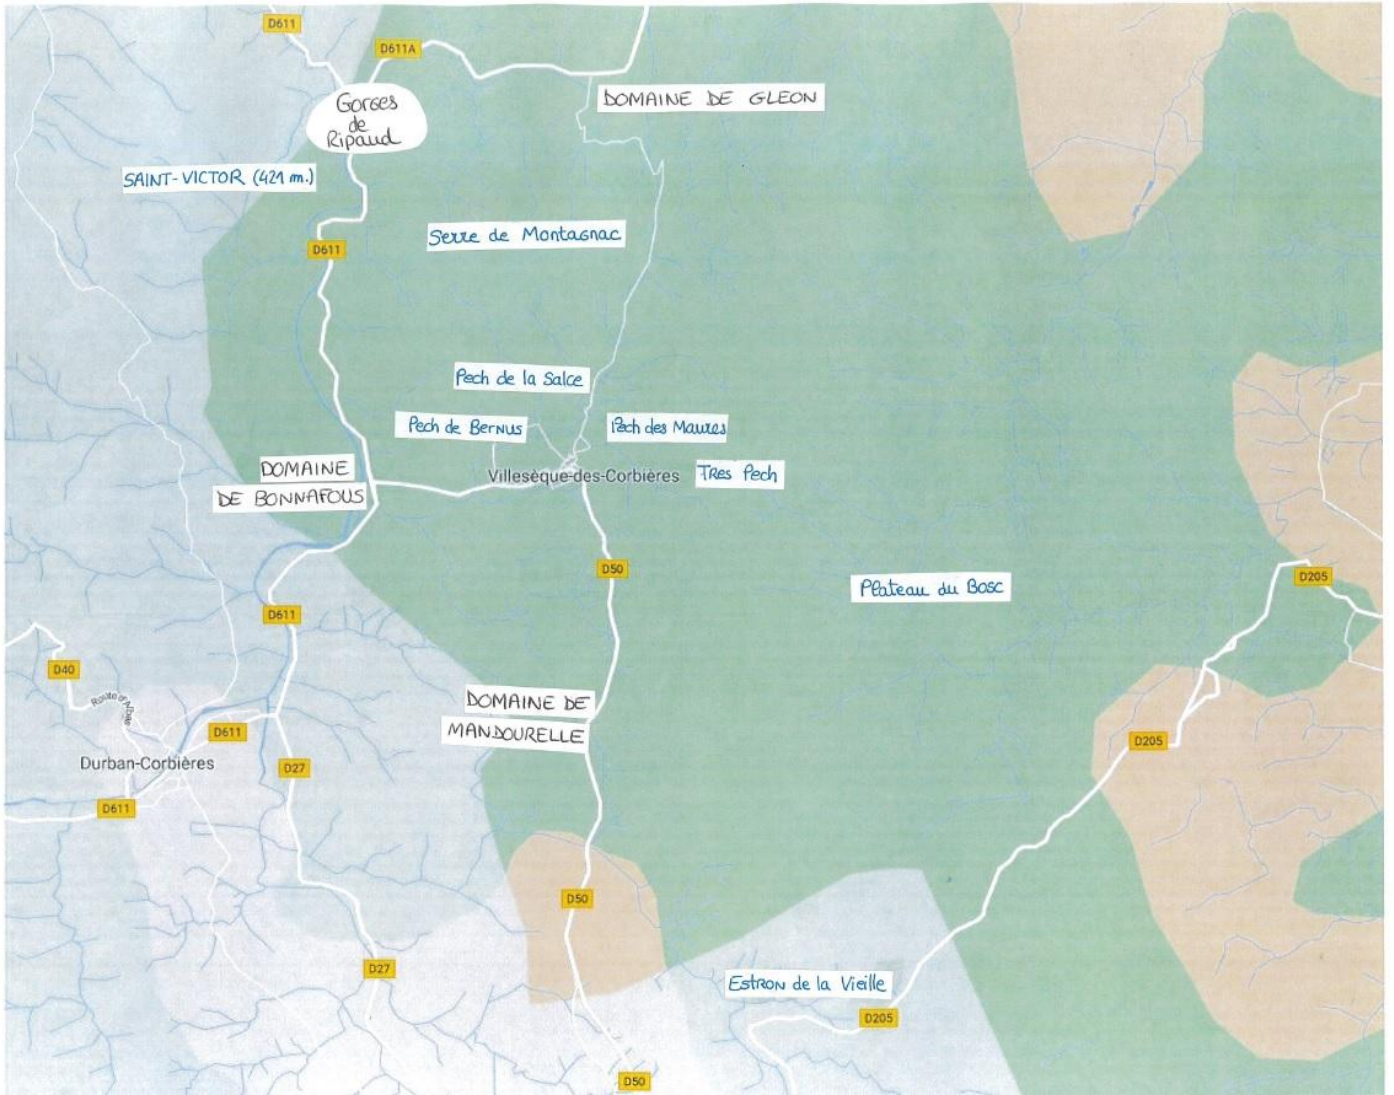 D611
D611A
Gorges
de
Ripaud
DOMAINE DE GLEON
SAINT-VICTOR (421 m.)
Serre de Montagnac
D611
Pech de la Salce
Pech de Bernus
Pech des Maures
DOMAINE
DE BONNAFOUS
Villesèque-des-Corbières
Tres Pech
D50
Plateau du Bosc
D205
D611
D40
Route d'Albas
DOMAINE DE
MANDOURELLE
D611
D205
Durban-Corbières
D27
D611
D50
D27
Estron de la Vieille
D205
D50